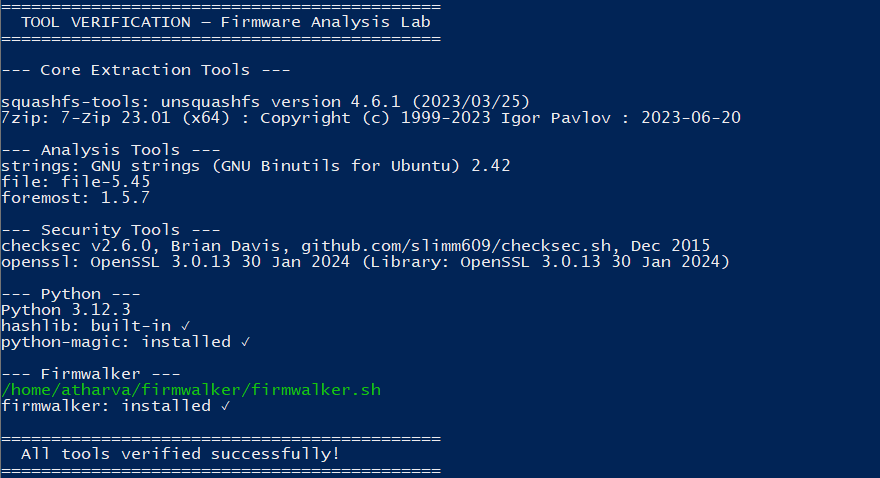 ============================================
  TOOL VERIFICATION — Firmware Analysis Lab
============================================
--- Core Extraction Tools ---
squashfs-tools: unsquashfs version 4.6.1 (2023/03/25)
7zip: 7-Zip 23.01 (x64) : Copyright (c) 1999-2023 Igor Pavlov : 2023-06-20
--- Analysis Tools ---
strings: GNU strings (GNU Binutils for Ubuntu) 2.42
file: file-5.45
foremost: 1.5.7
--- Security Tools ---
checksec v2.6.0, Brian Davis, github.com/slimm609/checksec.sh, Dec 2015
openssl: OpenSSL 3.0.13 30 Jan 2024 (Library: OpenSSL 3.0.13 30 Jan 2024)
--- Python ---
Python 3.12.3
hashlib: built-in ✓
python-magic: installed ✓
--- Firmwalker ---
/home/atharva/firmwalker/firmwalker.sh
firmwalker: installed ✓
============================================
  All tools verified successfully!
============================================